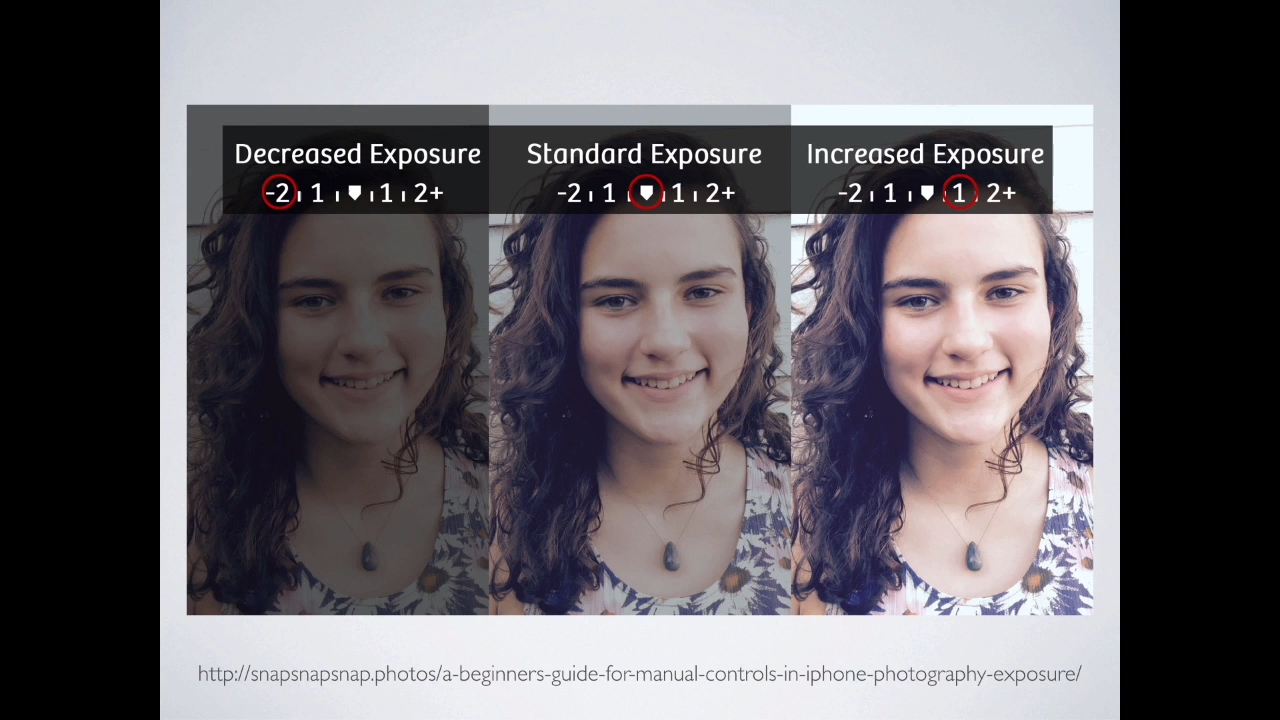 Decreased Exposure
-2 ı 1 ı ı 1 ı 2+
Standard Exposure
-2 ı 1 ı ı 1 ı 2+
Increased Exposure
-2 ı 1 ı ı 1 ı 2+
http://snapsnapsnap.photos/a-beginners-guide-for-manual-controls-in-iphone-photography-exposure/